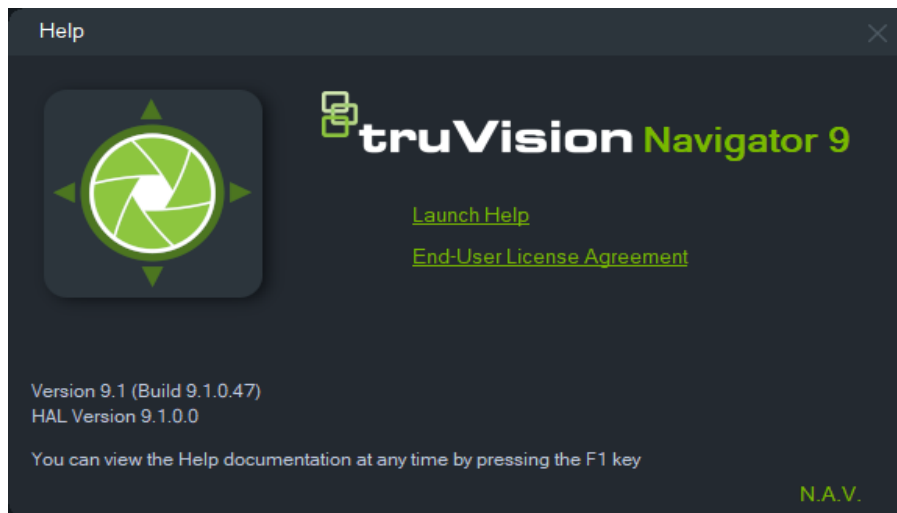 Help
truVision Navigator 9
Launch Help
End-User License Agreement
Version 9.1 (Build 9.1.0.47)
HAL Version 9.1.0.0
You can view the Help documentation at any time by pressing the F1 key
N.A.V.